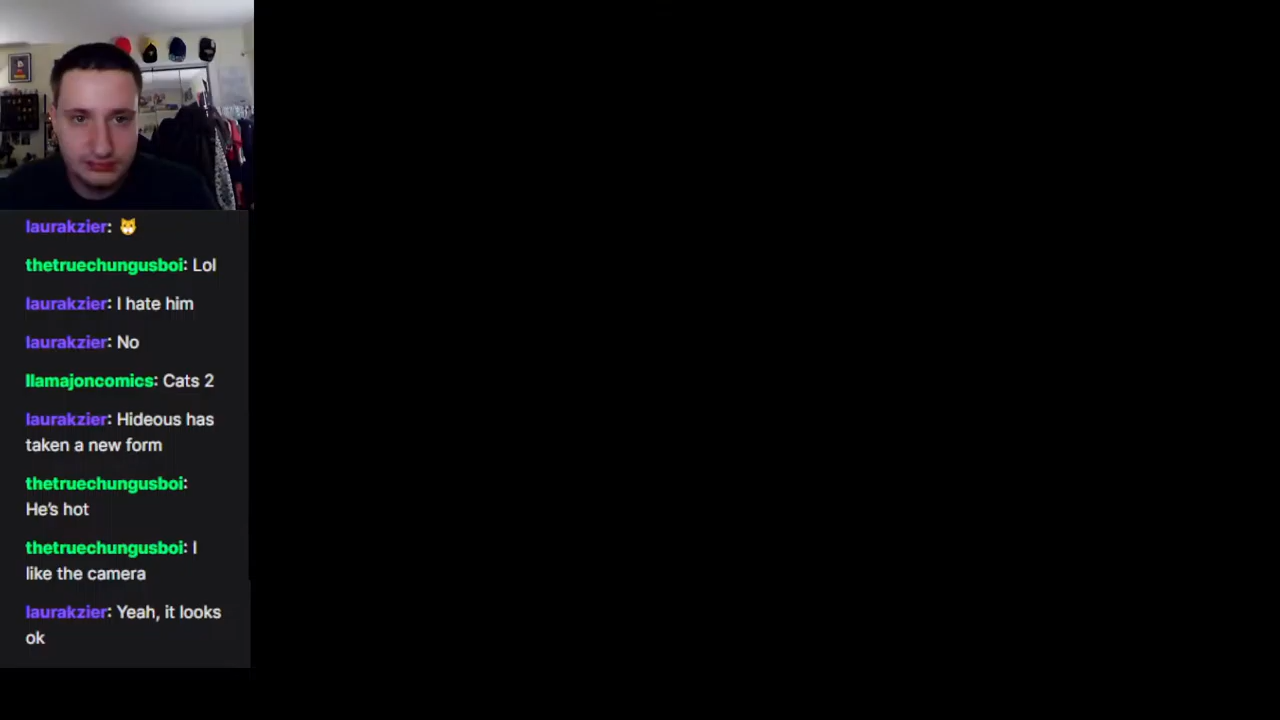 laurakzier: 🐱
thetruechungusboi: Lol
laurakzier: I hate him
laurakzier: No
llamajoncomics: Cats 2
laurakzier: Hideous has
taken a new form
thetruechungusboi:
He's hot
thetruechungusboi: I
like the camera
laurakzier: Yeah, it looks
ok